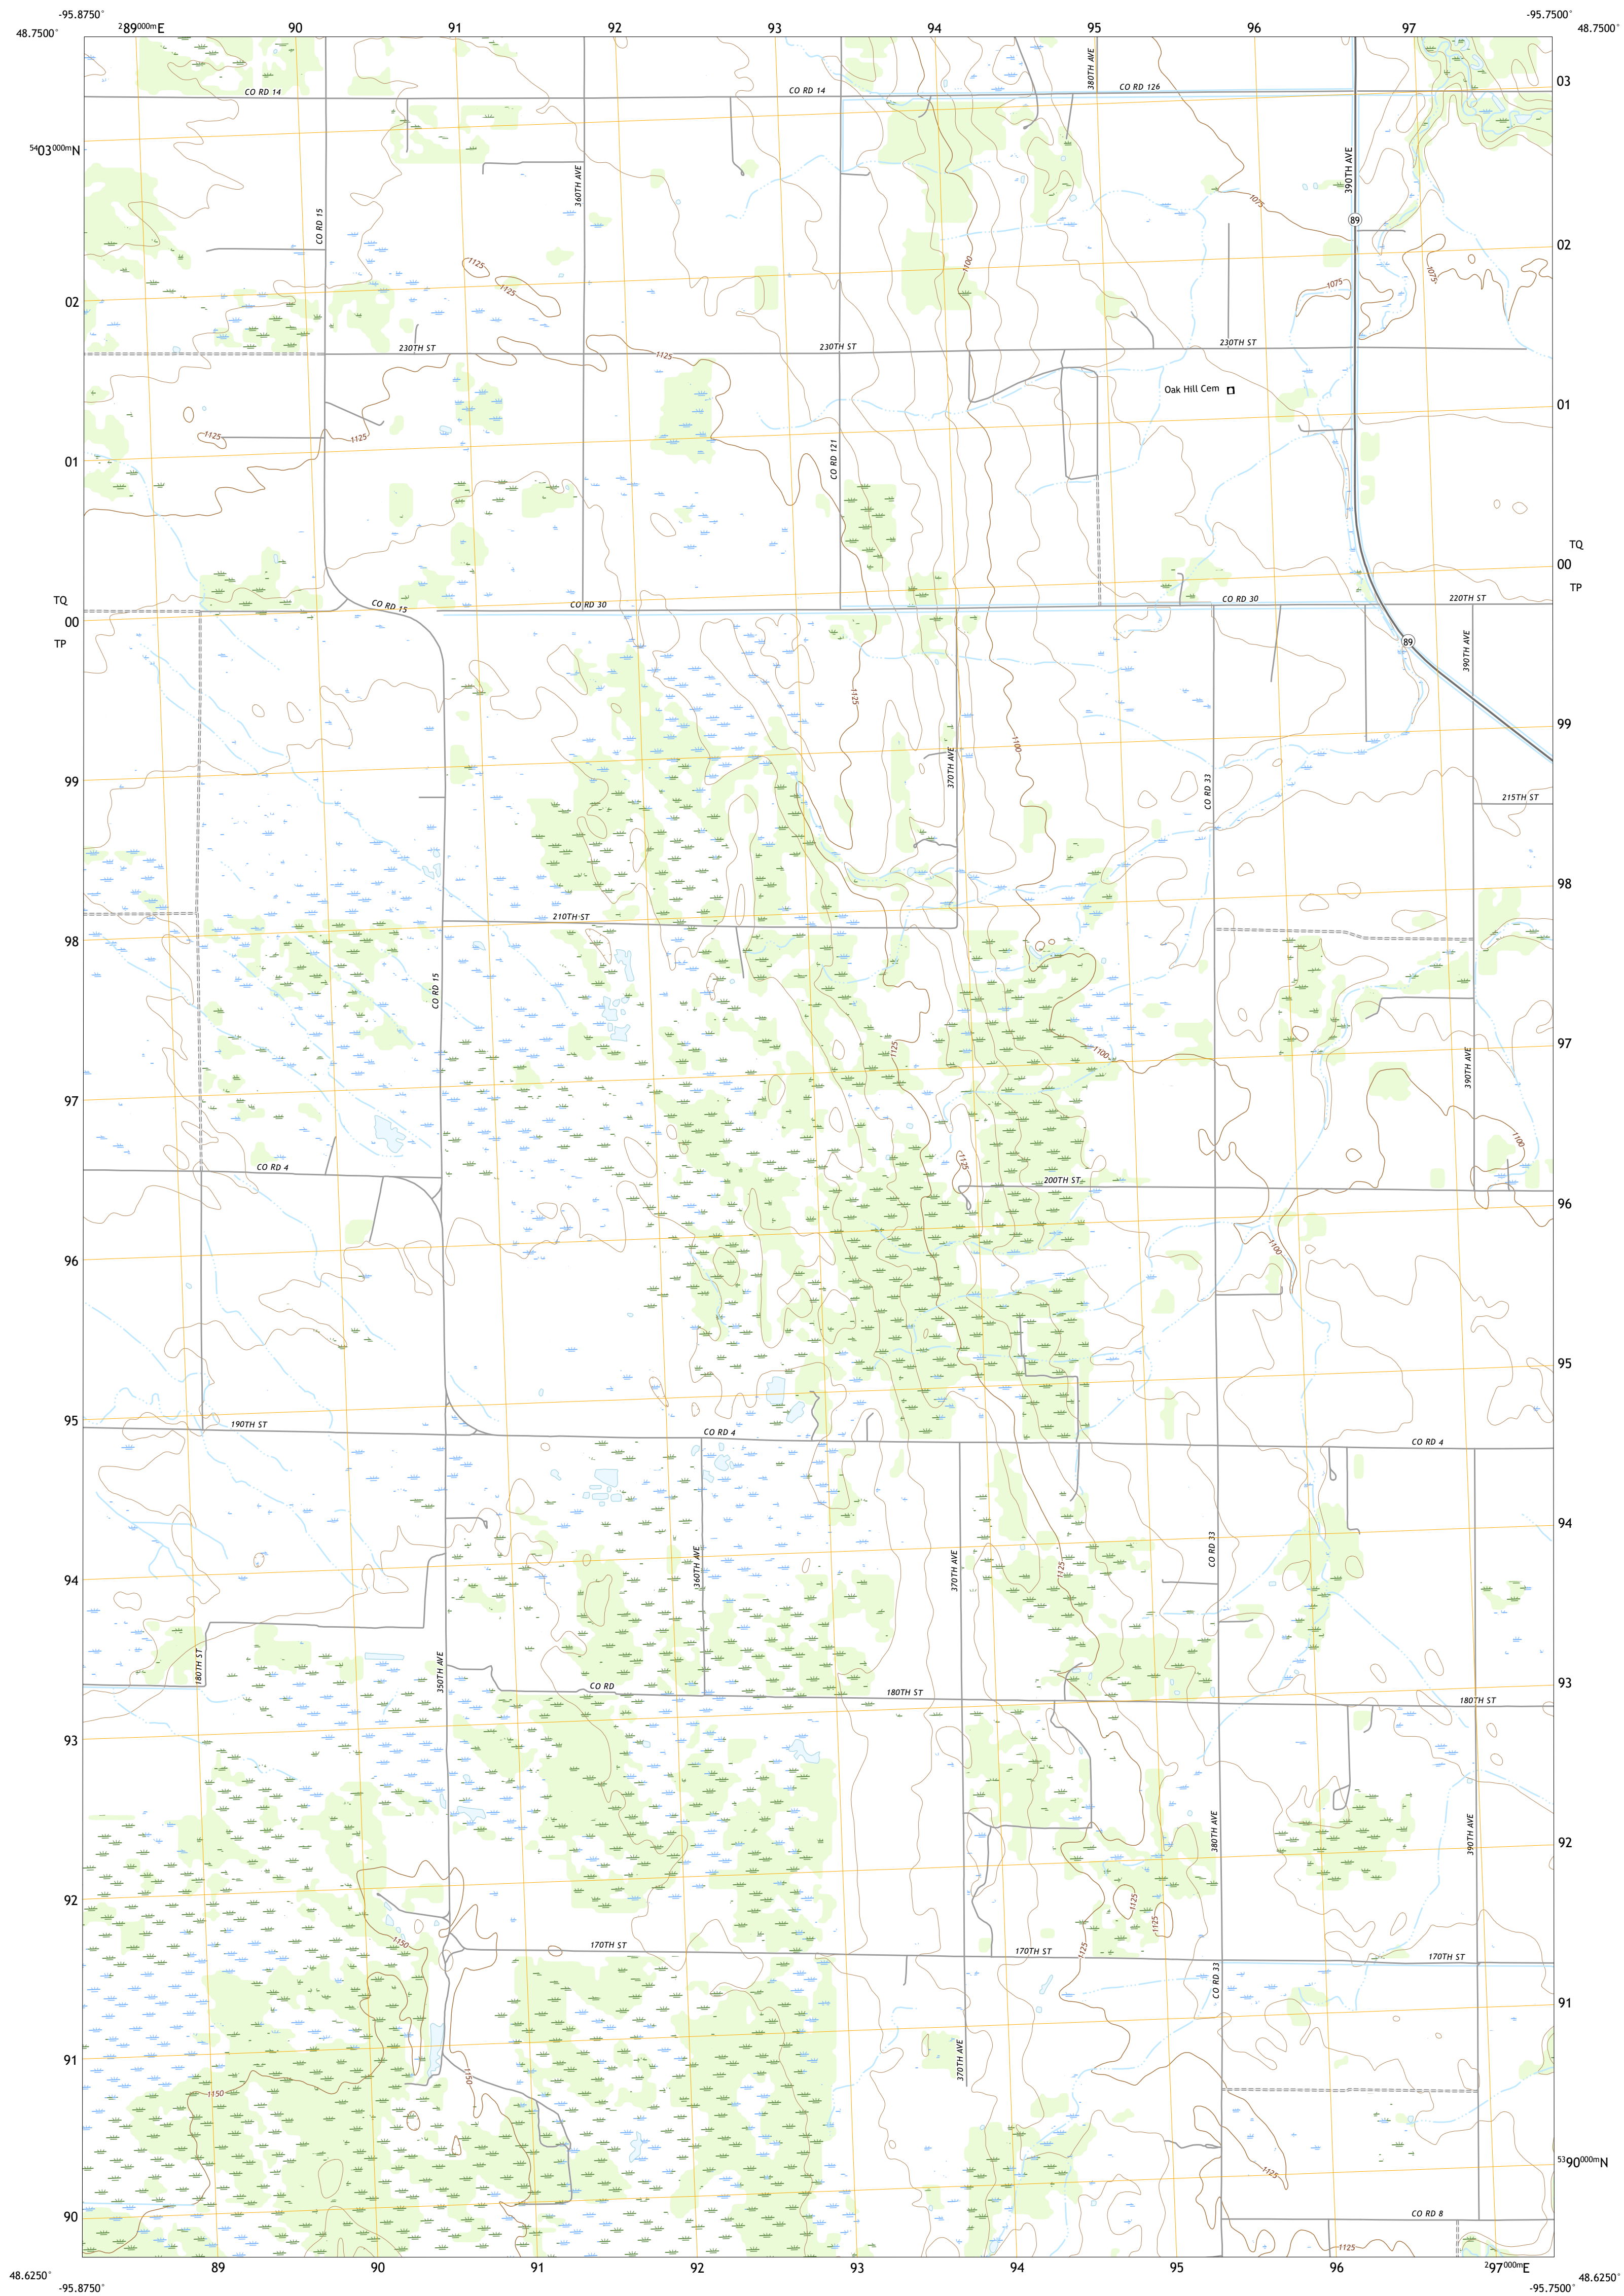 -95.8750°
-95.7500°
48.7500°
2 89000mE
90
91
92
93
94
95
96
97
48.7500°
380TH AVE
03
CO RD 14
CO RD 14
CO RD 126
5403000mN
390TH AVE
360TH AVE
1075
CO RD 15
89
02
1125
1100
1075
1125
1075
02
230TH ST
1125
230TH ST
230TH ST
Oak Hill Cem
01
1125
1125
CO RD 121
01
TQ
00
TP
TQ
CO RD 15
CO RD 30
CO RD 30
220TH ST
00
TP
89
390TH AVE
1125
99
1100
370TH AVE
99
CO RD 33
215TH ST
98
210TH ST
98
CO RD 15
97
1125
1100
390TH AVE
97
1100
1125
CO RD 4
200TH ST
96
1100
96
95
95
190TH ST
CO RD 4
CO RD 4
94
CO RD 33
360TH AVE
370TH AVE
1125
94
180TH ST
350TH AVE
93
CO RD
180TH ST
180TH ST
93
380TH AVE
390TH AVE
92
92
1125
1125
1150
170TH ST
1125
170TH ST
170TH ST
CO RD 33
91
91
370TH AVE
1150
1150
1125
5390000mN
90
CO RD 8
1125
89
90
91
92
93
94
95
96
2 97000mE
48.6250°
48.6250°
-95.8750°
-95.7500°